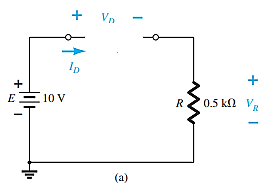 + V_D −
I_D
+
E 10 V
−
R 0.5 kΩ
+
V_R
−
(a)